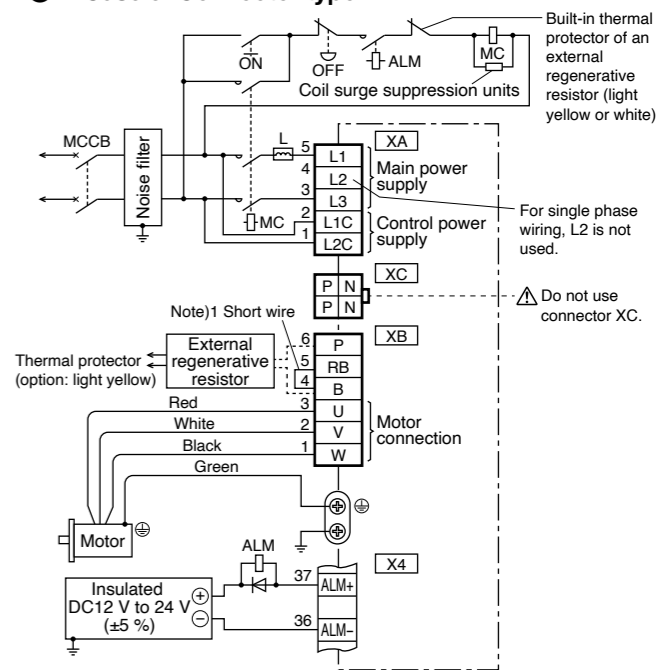 Built-in thermal
protector of an
external
regenerative
resistor (light
yellow or white)
ON
OFF
ALM
MC
Coil surge suppression units
MCCB
Noise filter
L
MC
XA
5 L1
4 L2
3 L3
2 L1C
1 L2C
Main power
supply
Control power
supply
For single phase
wiring, L2 is not
used.
XC
P N
P N
Do not use
connector XC.
Note)1 Short wire
XB
External
regenerative
resistor
Thermal protector
(option: light yellow)
6 P
5 RB
4 B
3 U
2 V
1 W
Motor
connection
Red
White
Black
Green
Motor
ALM
X4
37 ALM+
36 ALM−
Insulated
DC12 V to 24 V
(±5 %)
+
−